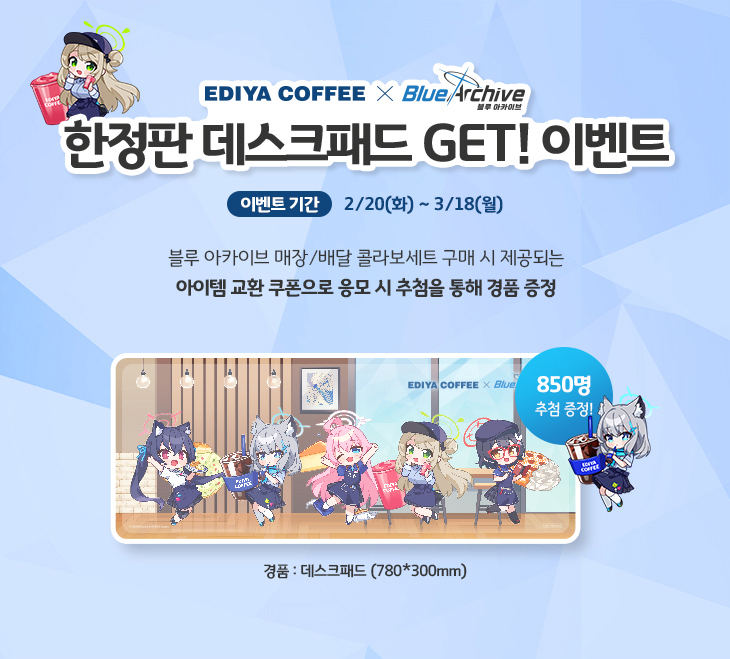 EDIYA COFFEE × Blue Archive
블루 아카이브
한정판 데스크패드 GET! 이벤트
이벤트 기간 2/20(화) ~ 3/18(월)
블루 아카이브 매장/배달 콜라보세트 구매 시 제공되는
아이템 교환 쿠폰으로 응모 시 추첨을 통해 경품 증정
EDIYA COFFEE × Blue
850명
추첨 증정!
EDIYA
COFFEE
경품 : 데스크패드 (780*300mm)